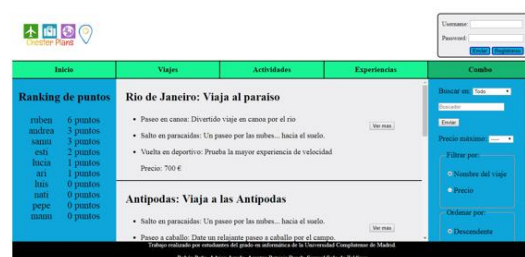 Chester Plans
Username:
Password:
Enviar Registrarse
Inicio Viajes Actividades Experiencias Combo
Ranking de puntos
ruben 6 puntos
andrea 3 puntos
samu 3 puntos
esti 2 puntos
lucia 1 puntos
ari 1 puntos
luis 0 puntos
nati 0 puntos
pepe 0 puntos
manu 0 puntos
Rio de Janeiro: Viaja al paraiso
Paseo en canoa: Divertido viaje en canoa por el rio
Salto en paracaidas: Un paseo por las nubes... hacia el suelo.
Vuelta en deportivo: Prueba la mayor experiencia de velocidad
Precio: 700 €
Ver mas
Antipodas: Viaja a las Antípodas
Salto en paracaidas: Un paseo por las nubes... hacia el suelo.
Paseo a caballo: Date un relajante paseo a caballo por el campo.
Ver mas
Buscar en: Todo
Buscador
Enviar
Precio máximo: ----
Filtrar por:
Nombre del viaje
Precio
Ordenar por:
Descendente
Trabajo realizado por estudiantes del grado en informática de la Universidad Complutense de Madrid.